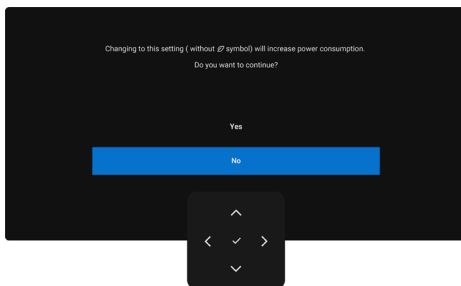 Changing to this setting ( without symbol) will increase power consumption.
Do you want to continue?
Yes
No